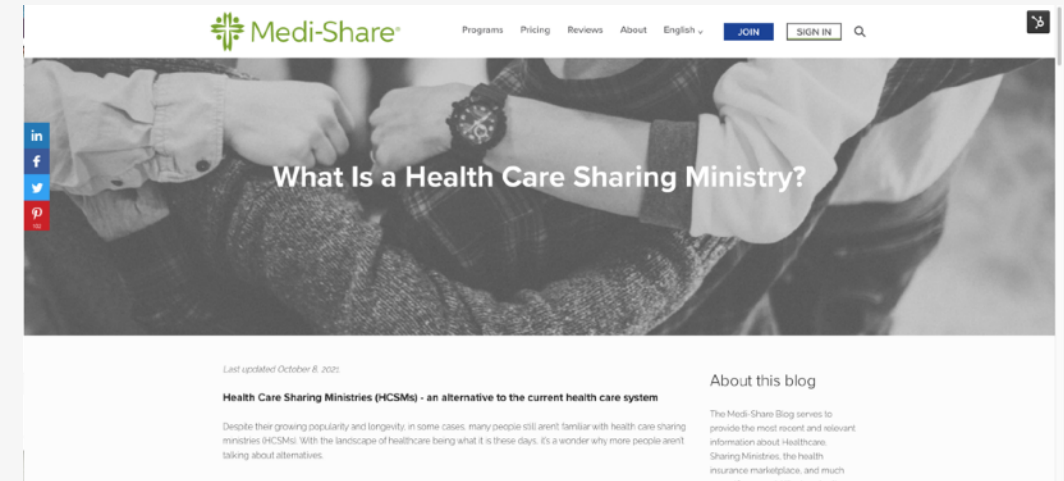 Medi-Share®
Programs Pricing Reviews About English JOIN SIGN IN
in
f
192
What Is a Health Care Sharing Ministry?
Last updated October 8, 2021.
Health Care Sharing Ministries (HCSMs) - an alternative to the current health care system
Despite their growing popularity and longevity, in some cases, many people still aren't familiar with health care sharing
ministries (HCSMs). With the landscape of healthcare being what it is these days, it's a wonder why more people aren't
talking about alternatives.
About this blog
The Medi-Share Blog serves to
provide the most recent and relevant
information about Healthcare,
Sharing Ministries, the health
insurance marketplace, and much